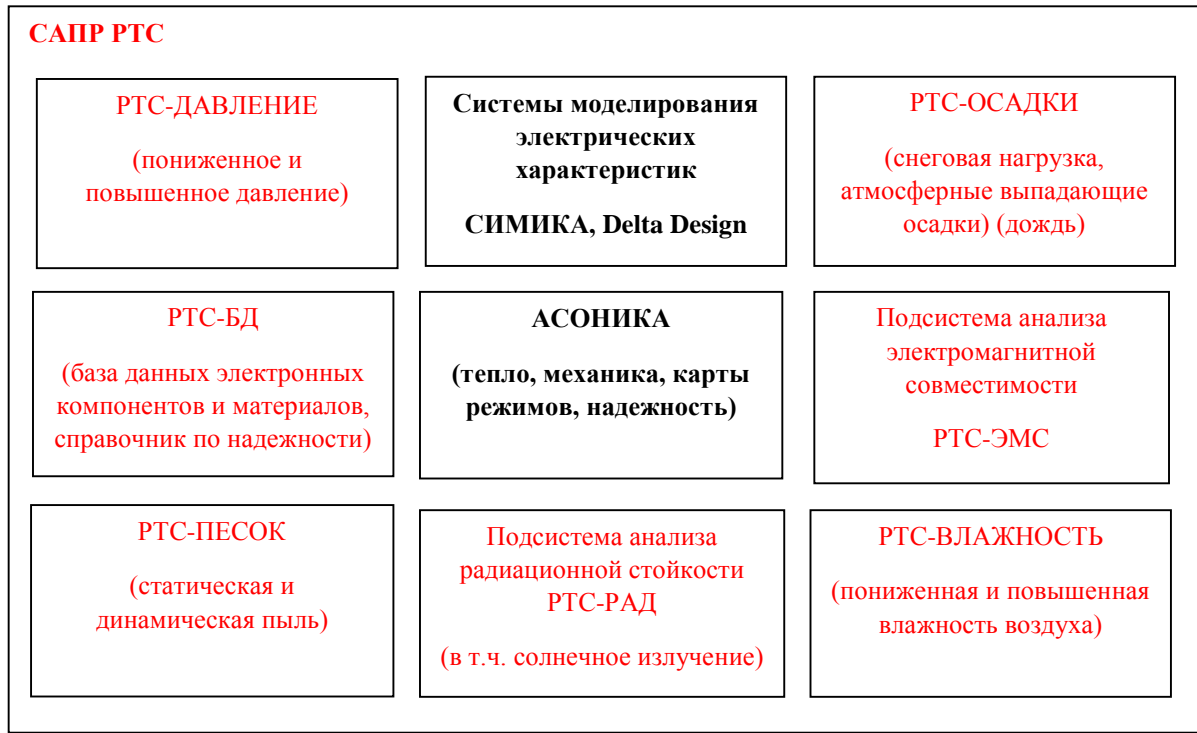 САПР РТС
РТС-ДАВЛЕНИЕ
(пониженное и
повышенное давление)
Системы моделирования
электрических
характеристик
СИМИКА, Delta Design
РТС-ОСАДКИ
(снеговая нагрузка,
атмосферные выпадающие
осадки) (дождь)
РТС-БД
(база данных электронных
компонентов и материалов,
справочник по надежности)
АСОНИКА
(тепло, механика, карты
режимов, надежность)
Подсистема анализа
электромагнитной
совместимости
РТС-ЭМС
РТС-ПЕСОК
(статическая и
динамическая пыль)
Подсистема анализа
радиационной стойкости
РТС-РАД
(в т.ч. солнечное излучение)
РТС-ВЛАЖНОСТЬ
(пониженная и повышенная
влажность воздуха)